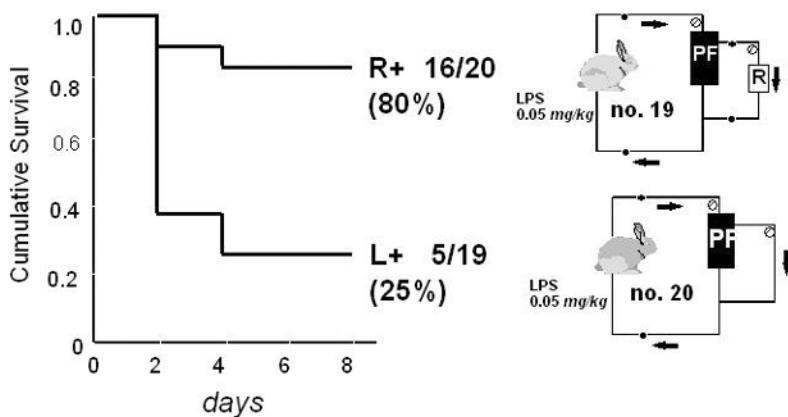 Cumulative Survival
1.0
0.8
0.6
0.4
0.2
0
0 2 4 6 8
days
R+ 16/20
(80%)
L+ 5/19
(25%)
PF
R
LPS
0.05 mg/kg
no. 19
PF
LPS
0.05 mg/kg
no. 20